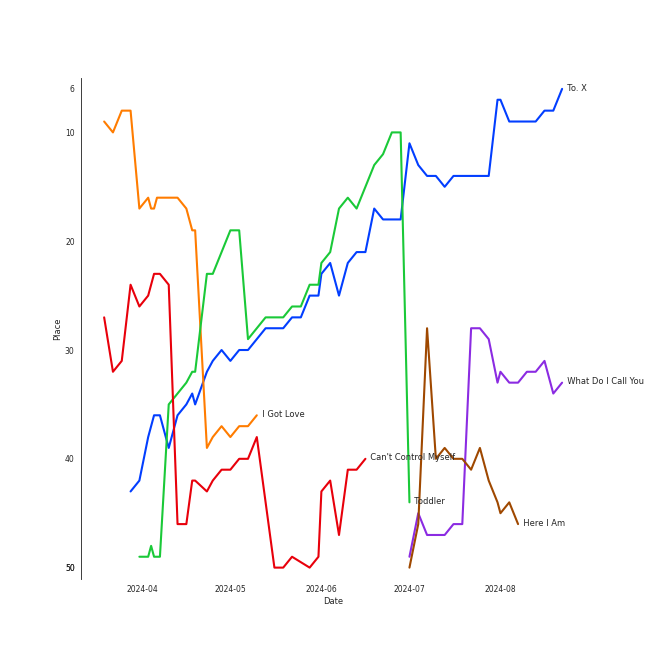 6
To. X
10
20
30
What Do I Call You
I Got Love
40
Can't Control Myself
Toddler
Here I Am
50
Place
2024-04
2024-05
2024-06
2024-07
2024-08
Date